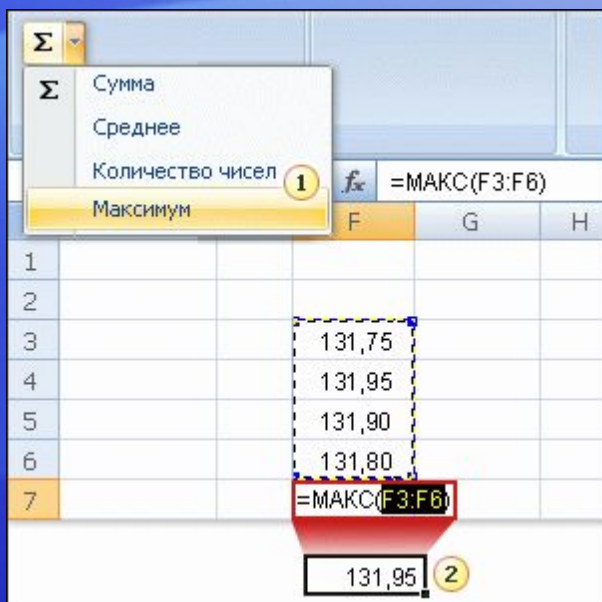 Σ
Σ Сумма
Среднее
Количество чисел 1 fx =МАКС(F3:F6)
Максимум
F G H
1
2
3 131,75
4 131,95
5 131,90
6 131,80
7 =МАКС(F3:F6)
131,95 2